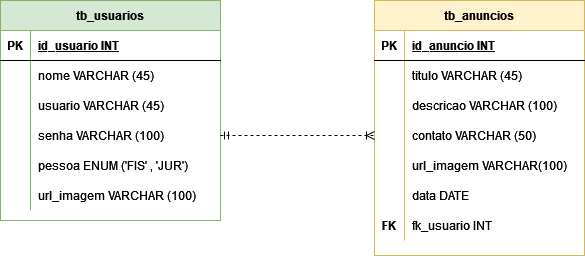 tb_usuarios
PK id_usuario INT
nome VARCHAR (45)
usuario VARCHAR (45)
senha VARCHAR (100)
pessoa ENUM ('FIS' , 'JUR')
url_imagem VARCHAR (100)
tb_anuncios
PK id_anuncio INT
titulo VARCHAR (45)
descricao VARCHAR (100)
contato VARCHAR (50)
url_imagem VARCHAR(100)
data DATE
FK fk_usuario INT